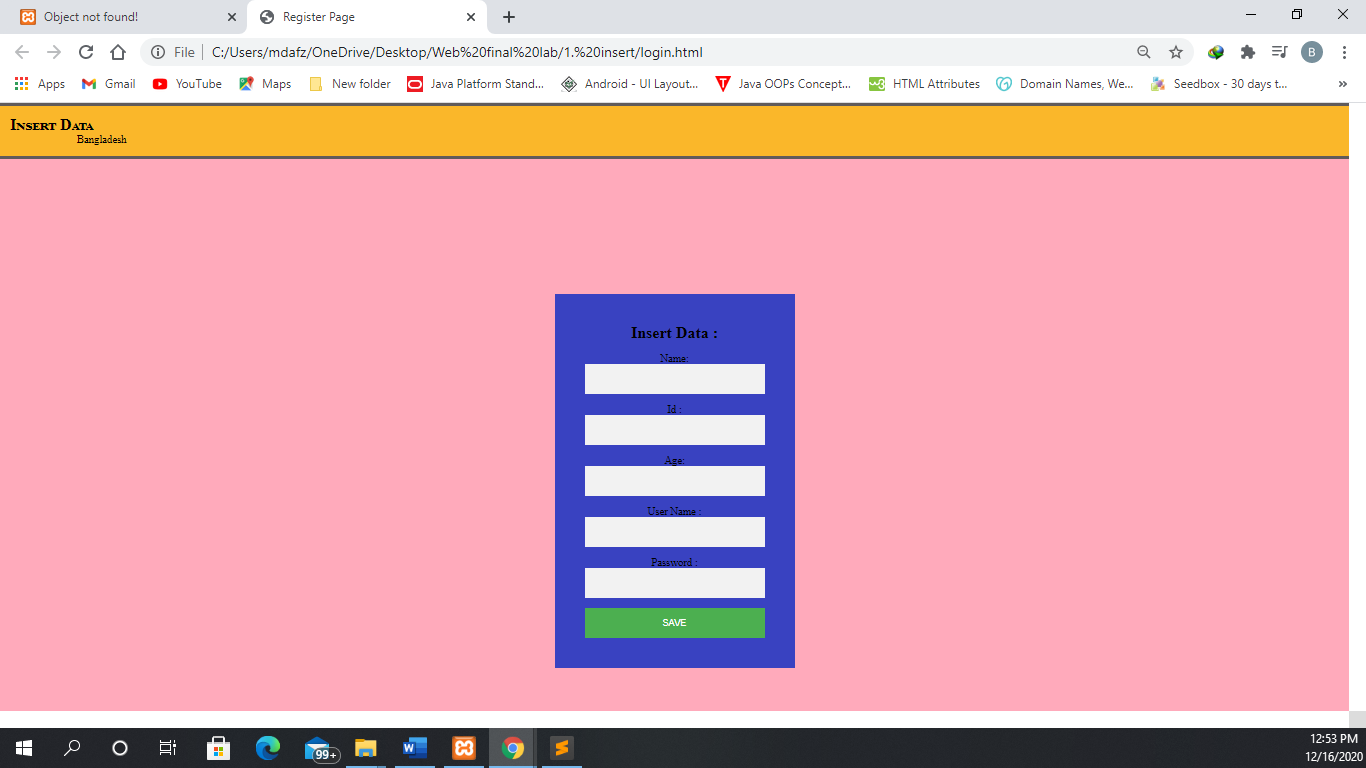 Object not found!
Register Page
File
C:/Users/mdafz/OneDrive/Desktop/Web%20final%20lab/1.%20insert/login.html
B
Apps
Gmail
YouTube
Maps
New folder
Java Platform Stand...
Android - UI Layout...
Java OOPs Concept...
HTML Attributes
Domain Names, We...
Seedbox - 30 days t...
»
Insert Data
Bangladesh
Insert Data :
Name:
Id :
Age:
User Name :
Password :
SAVE
99+
12:53 PM
12/16/2020